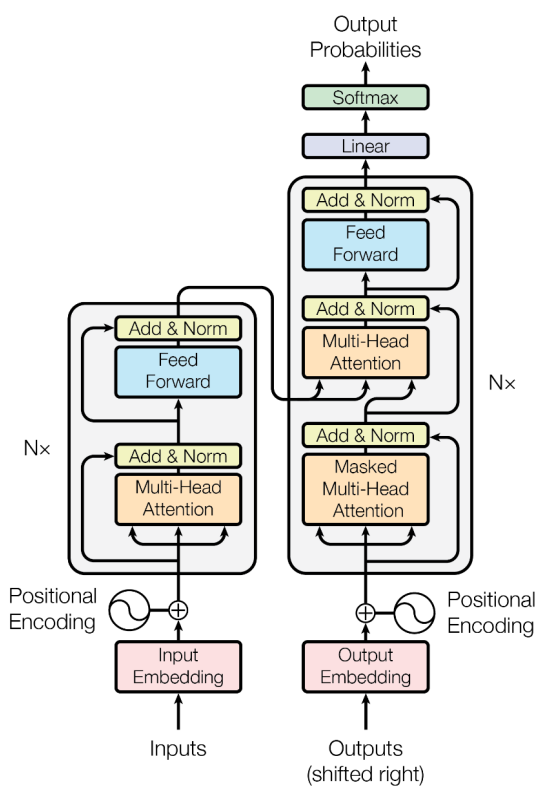 Output
Probabilities
Softmax
Linear
Add & Norm
Feed
Forward
Add & Norm
Multi-Head
Attention
Add & Norm
Masked
Multi-Head
Attention
N×
Add & Norm
Feed
Forward
Add & Norm
Multi-Head
Attention
N×
Positional
Encoding
Positional
Encoding
Input
Embedding
Output
Embedding
Inputs
Outputs
(shifted right)